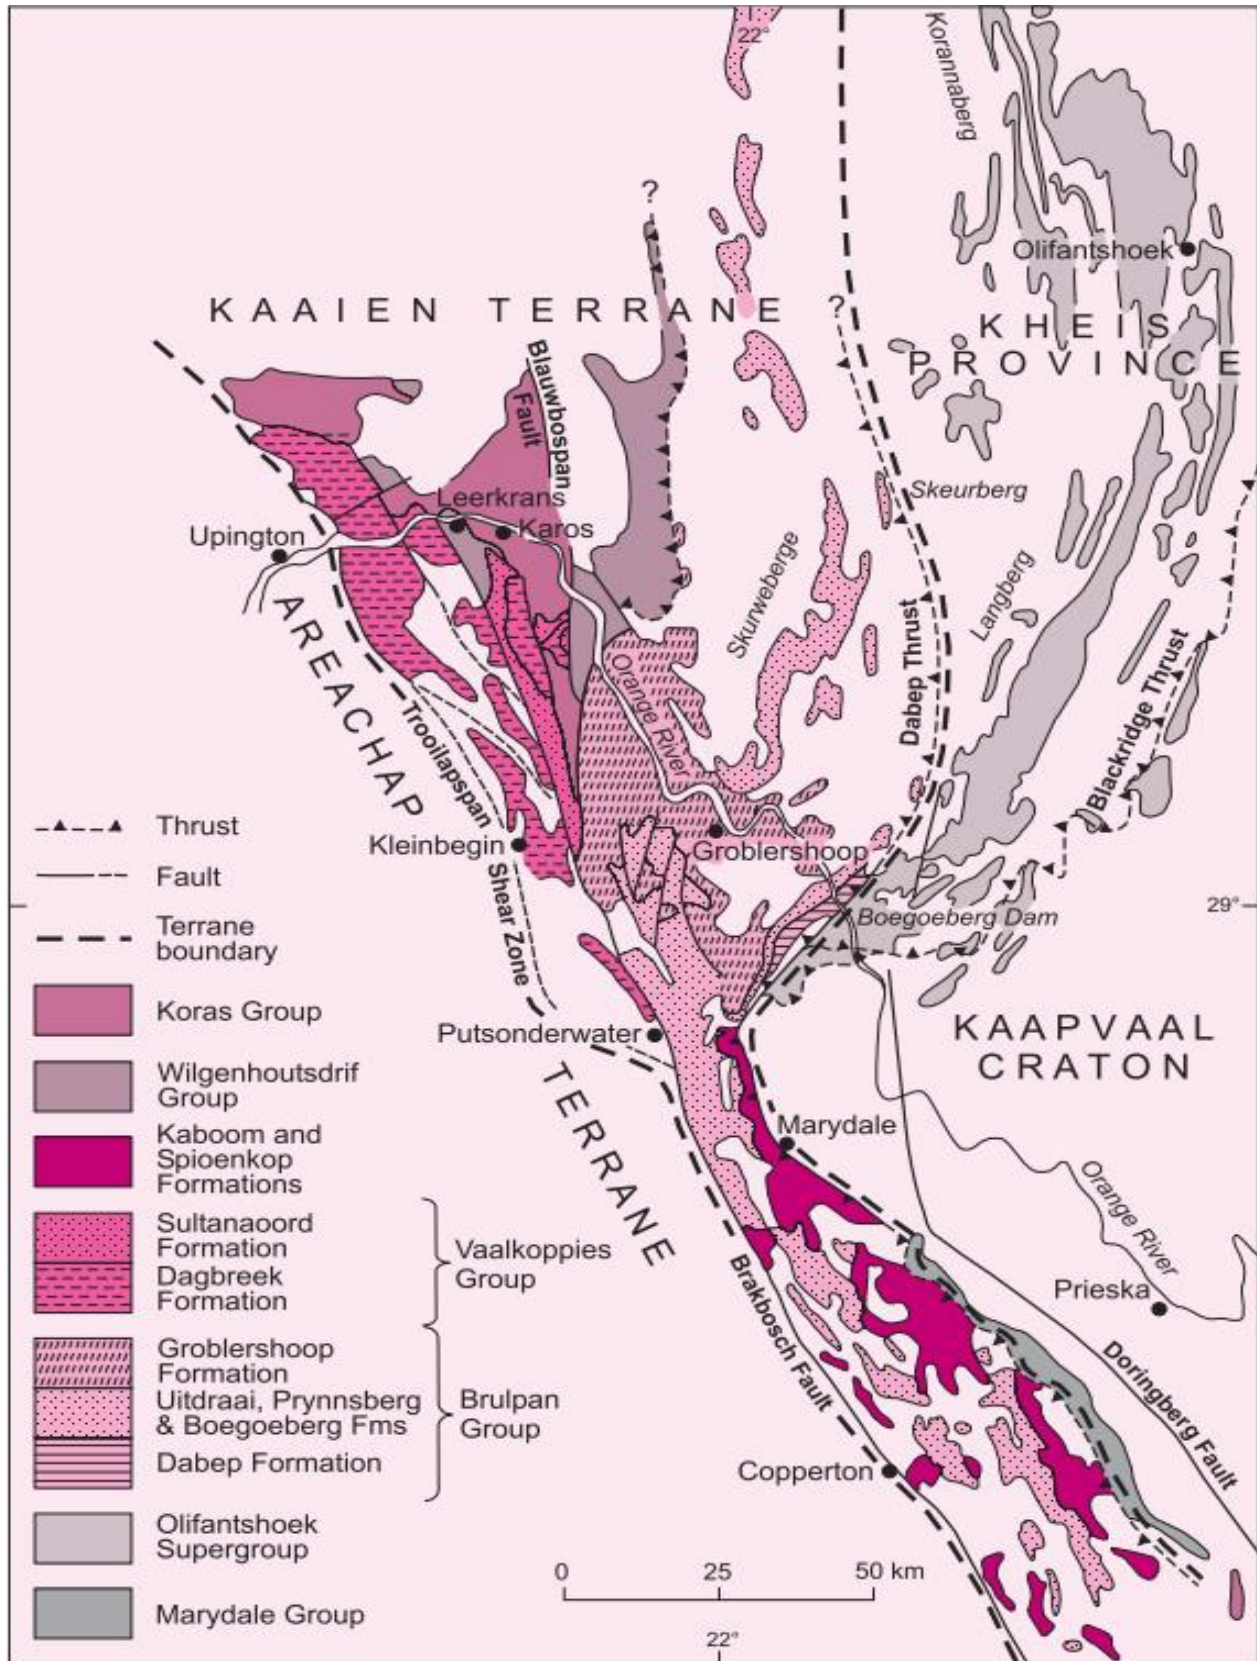 22°
Korannaberg
?
Olifantshoek
KAAIEN TERRANE
?
KHEIS
PROVINCE
Blauwbospan
Fault
Leerkrans
Karos
Upington
Skeurberg
Skurweberge
Langberg
Dabep Thrust
Blackridge Thrust
AREACHAP
Trooilapspan
Orange River
Kleinbegin
Groblershoop
Shear Zone
Boegoeberg Dam
29°
Putsonderwater
KAAPVAAL
CRATON
TERRANE
Marydale
Orange River
Prieska
Brakbosch Fault
Doringberg Fault
Copperton
Thrust
Fault
Terrane
boundary
Koras Group
Wilgenhoutsdrif
Group
Kaboom and
Spioenkop
Formations
Sultanaoord
Formation
Dagbreek
Formation
Vaalkoppies
Group
Groblershoop
Formation
Uitdraai, Prynnsberg
& Boegoeberg Fms
Dabep Formation
Brulpan
Group
Olifantshoek
Supergroup
Marydale Group
0 25 50 km
22°